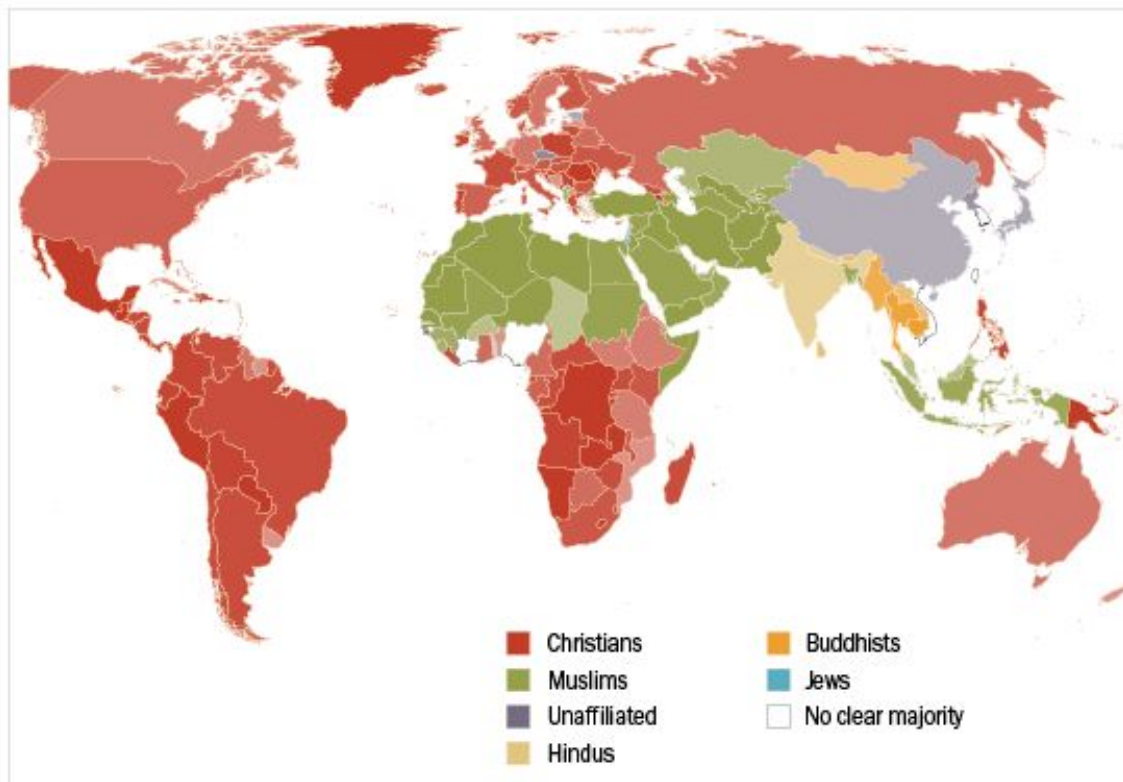 Christians
Muslims
Unaffiliated
Hindus
Buddhists
Jews
No clear majority